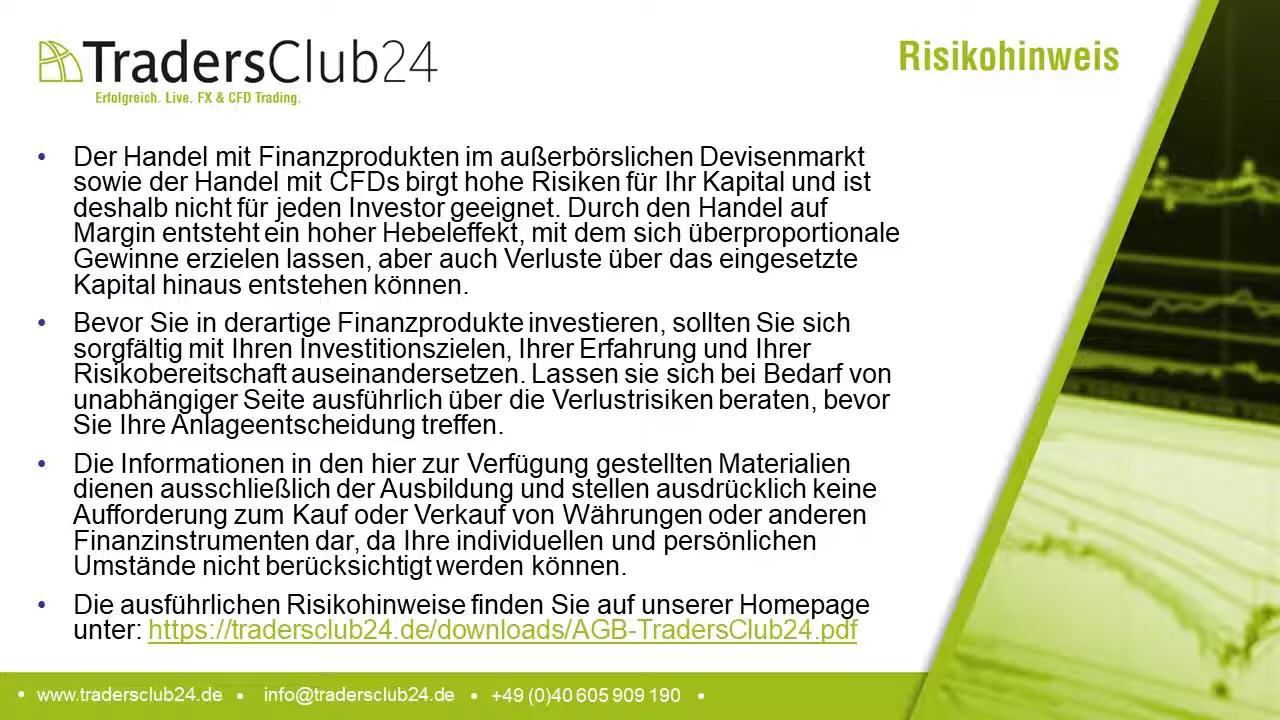 TradersClub24
Erfolgreich. Live. FX & CFD Trading.
Risikohinweis
• Der Handel mit Finanzprodukten im außerbörslichen Devisenmarkt
sowie der Handel mit CFDs birgt hohe Risiken für Ihr Kapital und ist
deshalb nicht für jeden Investor geeignet. Durch den Handel auf
Margin entsteht ein hoher Hebeleffekt, mit dem sich überproportionale
Gewinne erzielen lassen, aber auch Verluste über das eingesetzte
Kapital hinaus entstehen können.
• Bevor Sie in derartige Finanzprodukte investieren, sollten Sie sich
sorgfältig mit Ihren Investitionszielen, Ihrer Erfahrung und Ihrer
Risikobereitschaft auseinandersetzen. Lassen sie sich bei Bedarf von
unabhängiger Seite ausführlich über die Verlustrisiken beraten, bevor
Sie Ihre Anlageentscheidung treffen.
• Die Informationen in den hier zur Verfügung gestellten Materialien
dienen ausschließlich der Ausbildung und stellen ausdrücklich keine
Aufforderung zum Kauf oder Verkauf von Währungen oder anderen
Finanzinstrumenten dar, da Ihre individuellen und persönlichen
Umstände nicht berücksichtigt werden können.
• Die ausführlichen Risikohinweise finden Sie auf unserer Homepage
unter: https://tradersclub24.de/downloads/AGB-TradersClub24.pdf
• www.tradersclub24.de • info@tradersclub24.de • +49 (0)40 605 909 190 •